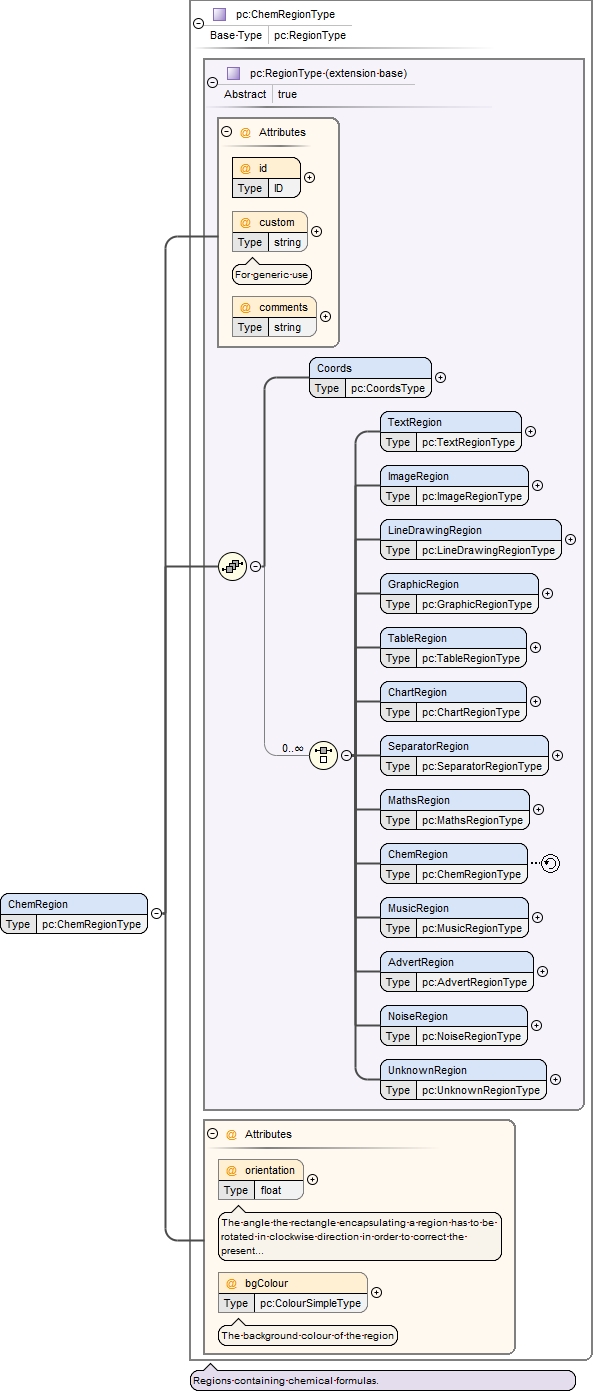 pc:ChemRegionType
Base·Type pc:RegionType
pc:RegionType·(extension·base)
Abstract true
@ Attributes
@ id
Type ID
@ custom
Type string
For·generic·use
@ comments
Type string
Coords
Type pc:CoordsType
TextRegion
Type pc:TextRegionType
ImageRegion
Type pc:ImageRegionType
LineDrawingRegion
Type pc:LineDrawingRegionType
GraphicRegion
Type pc:GraphicRegionType
TableRegion
Type pc:TableRegionType
ChartRegion
Type pc:ChartRegionType
0..∞
SeparatorRegion
Type pc:SeparatorRegionType
MathsRegion
Type pc:MathsRegionType
ChemRegion
Type pc:ChemRegionType
ChemRegion
Type pc:ChemRegionType
MusicRegion
Type pc:MusicRegionType
AdvertRegion
Type pc:AdvertRegionType
NoiseRegion
Type pc:NoiseRegionType
UnknownRegion
Type pc:UnknownRegionType
@ Attributes
@ orientation
Type float
The·angle·the·rectangle·encapsulating·a·region·has·to·be·
rotated·in·clockwise·direction·in·order·to·correct·the·
present...
@ bgColour
Type pc:ColourSimpleType
The·background·colour·of·the·region
Regions·containing·chemical·formulas.